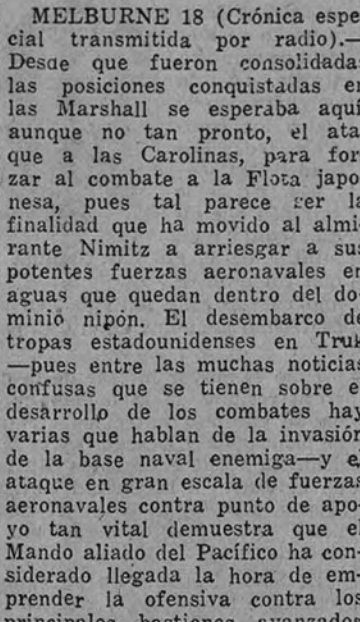 MELBURNE 18 (Crónica espe
cial transmitida por radio).—
Desde que fueron consolidada
las posiciones conquistadas en
las Marshall se esperaba aquí
aunque no tan pronto, el ata
que a las Carolinas, para for
zar al combate a la Flota japo
nesa, pues tal parece ser la
finalidad que ha movido al almi
rante Nimitz a arriesgar a sus
potentes fuerzas aeronavales en
aguas que quedan dentro del do
minio nipón. El desembarco de
tropas estadounidenses en Truk
—pues entre las muchas noticias
confusas que se tienen sobre el
desarrollo de los combates hay
varias que hablan de la invasión
de la base naval enemiga—y el
ataque en gran escala de fuerzas
aeronavales contra punto de apo-
yo tan vital demuestra que el
Mando aliado del Pacífico ha con-
siderado llegada la hora de em-
prender la ofensiva contra los
principales bastiones avanzados